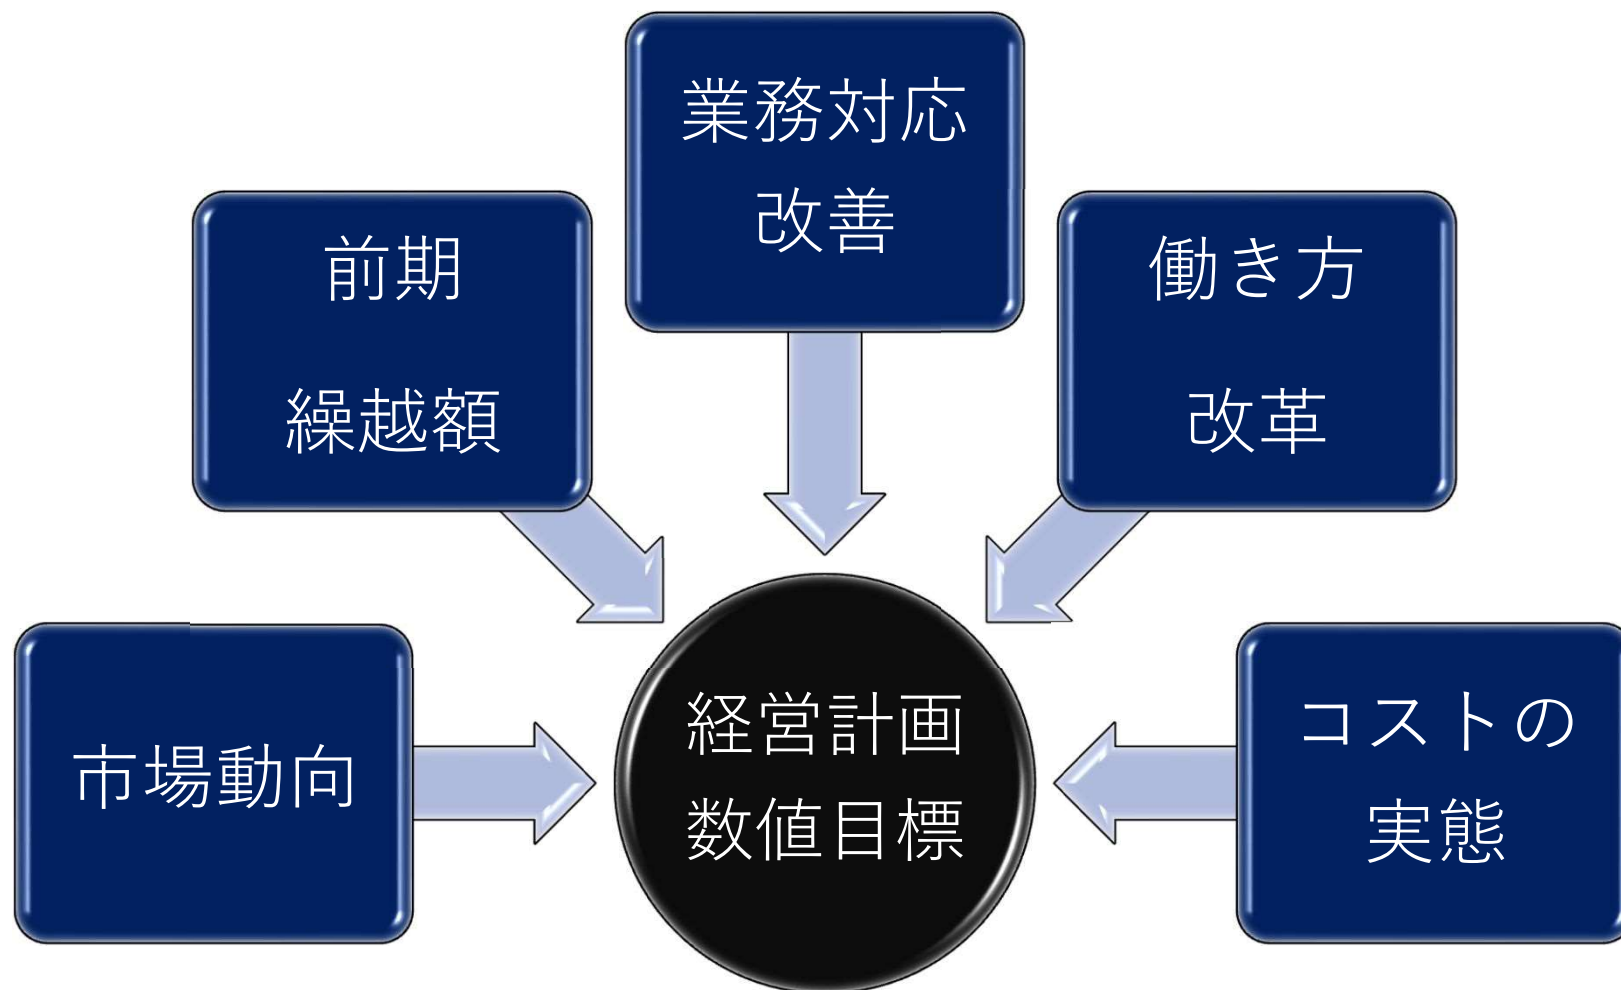 業務対応
改善
前期
繰越額
働き方
改革
市場動向
経営計画
数値目標
コストの
実態